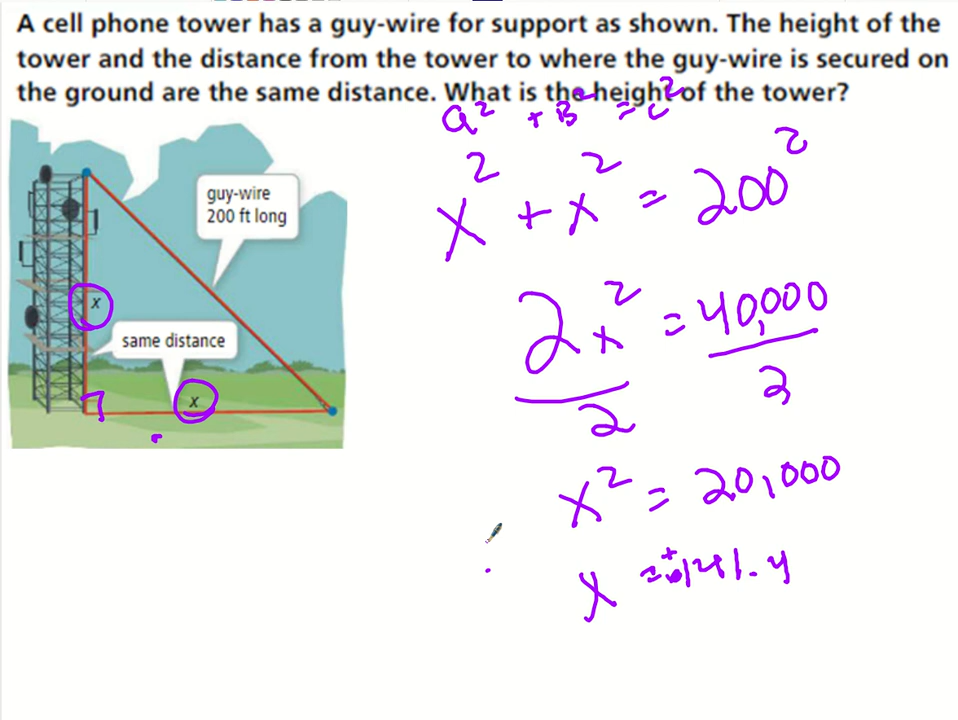 A cell phone tower has a guy-wire for support as shown. The height of the
tower and the distance from the tower to where the guy-wire is secured on
the ground are the same distance. What is the height of the tower?
a² + B² = c²
x² + x² = 200²
guy-wire
200 ft long
x
2x² = 40,000
same distance
2 2
x
x² = 20,000
x = ± 141.4